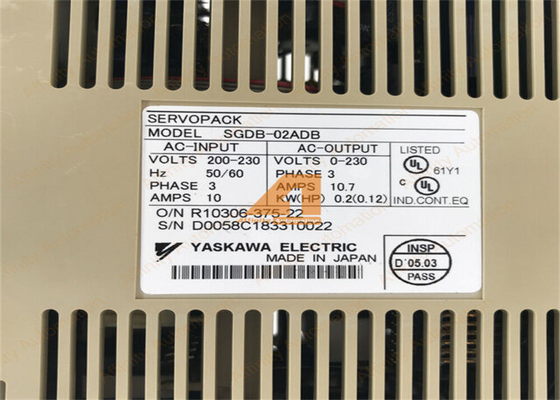 SERVOPACK
MODEL SGDB-02ADB
AC-INPUT AC-OUTPUT LISTED
VOLTS 200-230 VOLTS 0-230
Hz 50/60 PHASE 3
PHASE 3 AMPS 10.7
AMPS 10 KW(HP) 0.2(0.12)
UL 61Y1
C UL
IND.CONT.EQ
O/N R10306-375-22
S/N D0058C183310022
YASKAWA ELECTRIC
MADE IN JAPAN
INSP
D'05.03
PASS